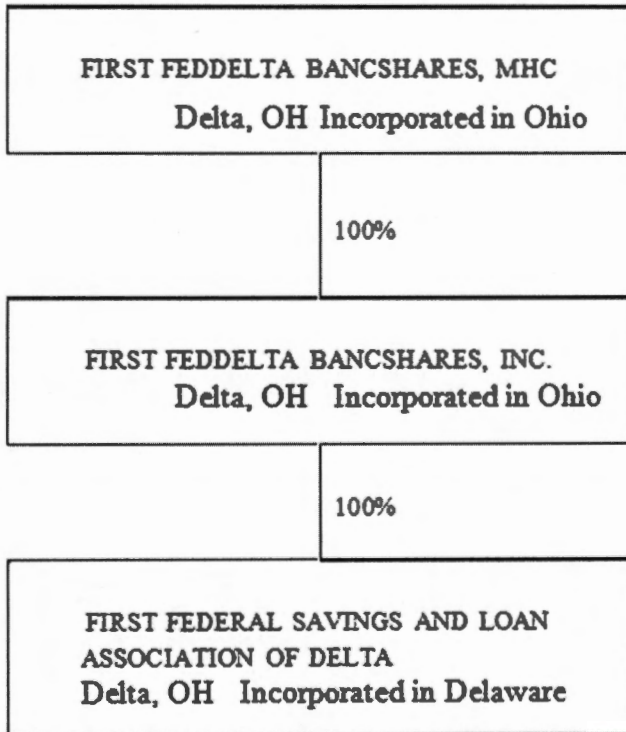 FIRST FEDDELTA BANCSHARES, MHC
Delta, OH Incorporated in Ohio
100%
FIRST FEDDELTA BANCSHARES, INC.
Delta, OH Incorporated in Ohio
100%
FIRST FEDERAL SAVINGS AND LOAN
ASSOCIATION OF DELTA
Delta, OH Incorporated in Delaware